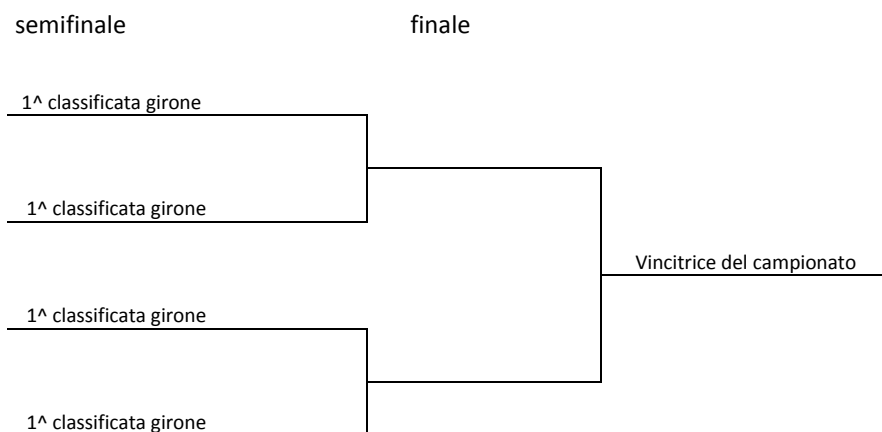 semifinale finale
1^ classificata girone
1^ classificata girone
Vincitrice del campionato
1^ classificata girone
1^ classificata girone